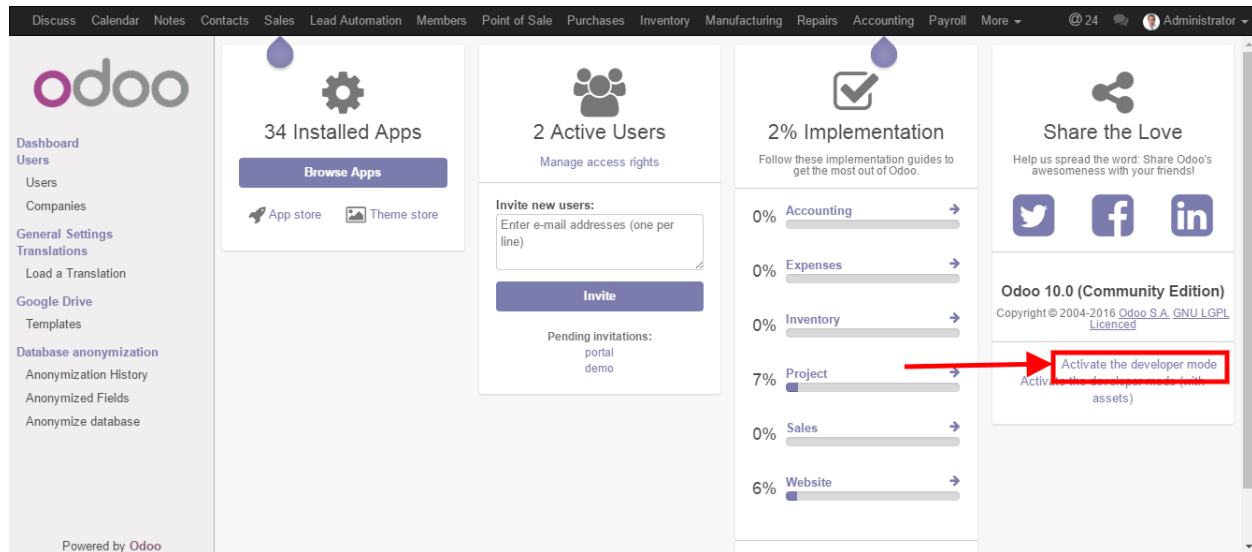 Discuss Calendar Notes Contacts Sales Lead Automation Members Point of Sale Purchases Inventory Manufacturing Repairs Accounting Payroll More @ 24 Administrator
odoo
Dashboard
Users
Users
Companies
General Settings
Translations
Load a Translation
Google Drive
Templates
Database anonymization
Anonymization History
Anonymized Fields
Anonymize database
Powered by Odoo
34 Installed Apps
Browse Apps
App store Theme store
2 Active Users
Manage access rights
Invite new users:
Enter e-mail addresses (one per
line)
Invite
Pending invitations:
portal
demo
2% Implementation
Follow these implementation guides to
get the most out of Odoo.
0% Accounting
0% Expenses
0% Inventory
7% Project
0% Sales
6% Website
Share the Love
Help us spread the word: Share Odoo's
awesomeness with your friends!
Odoo 10.0 (Community Edition)
Copyright © 2004-2016 Odoo S.A. GNU LGPL
Licenced
Activate the developer mode
Activate the developer mode (with
assets)